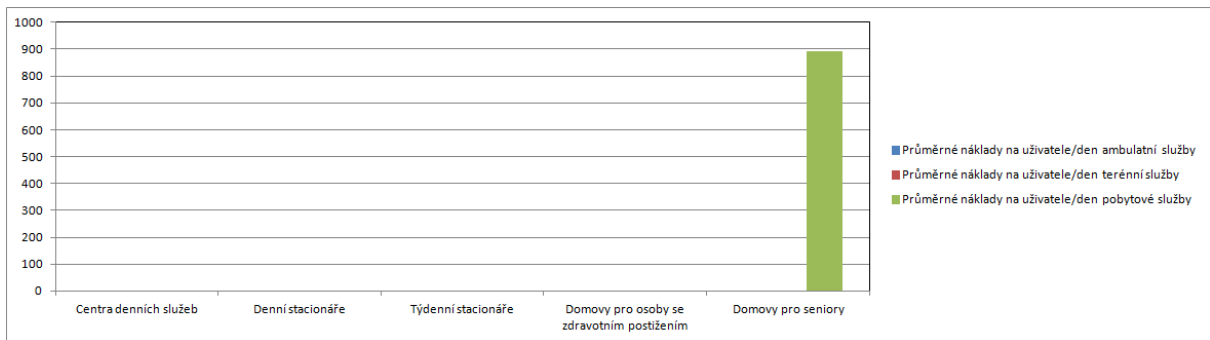 1000
900
800
700
600
500
400
300
200
100
0
Centra denních služeb
Denní stacionáře
Týdenní stacionáře
Domovy pro osoby se
zdravotním postižením
Domovy pro seniory
Průměrné náklady na uživatele/den ambulatní služby
Průměrné náklady na uživatele/den terénní služby
Průměrné náklady na uživatele/den pobytové služby